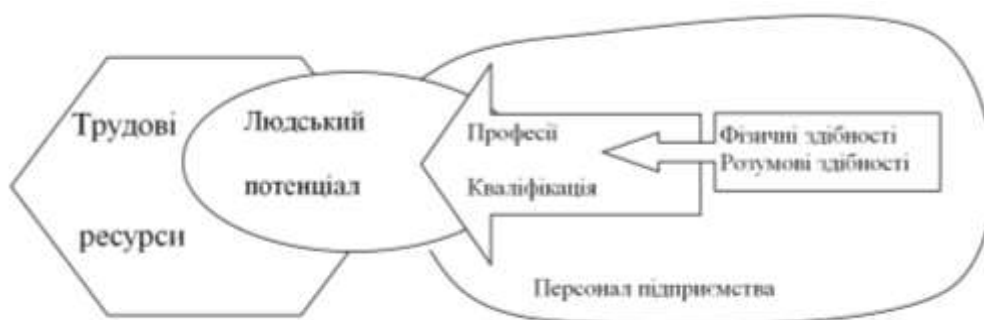 Трудові
ресурси
Людський
потенціал
Професії
Кваліфікація
Фізичні здібності
Розумові здібності
Персонал підприємства